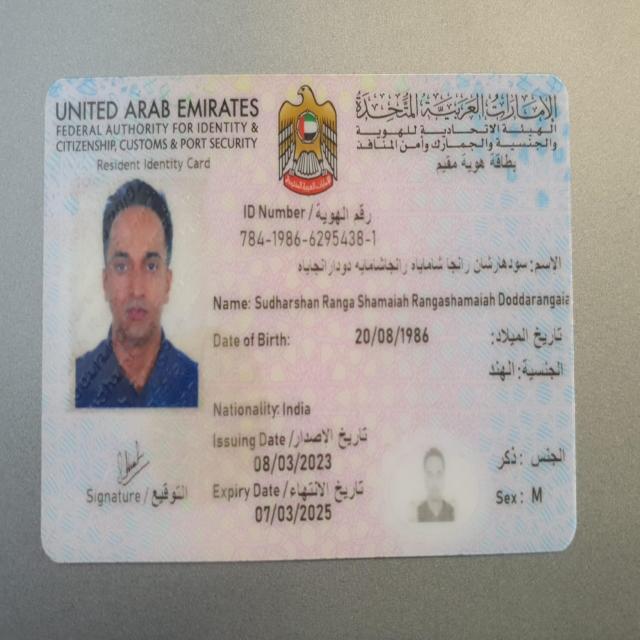 UNITED ARAB EMIRATES
FEDERAL AUTHORITY FOR IDENTITY &
CITIZENSHIP, CUSTOMS & PORT SECURITY
Resident Identity Card
الإمارات العربية المتحدة
الهيئة الاتحادية للهوية
والجنسية والجمارك وأمن المنافذ
بطاقة هوية مقيم
ID Number / رقم الهوية
784-1986-6295438-1
الاسم: سودهارشان رانجا شامایاه رانجاشامایه دودارانجایاه
Name: Sudharshan Ranga Shamaiah Rangashamaiah Doddarangaia
Date of Birth: 20/08/1986 تاريخ الميلاد:
الجنسية: الهند
Nationality: India
Issuing Date / تاريخ الاصدار
08/03/2023
Expiry Date / تاريخ الانتهاء
07/03/2025
الجنس: ذكر
Sex: M
Signature / التوقيع